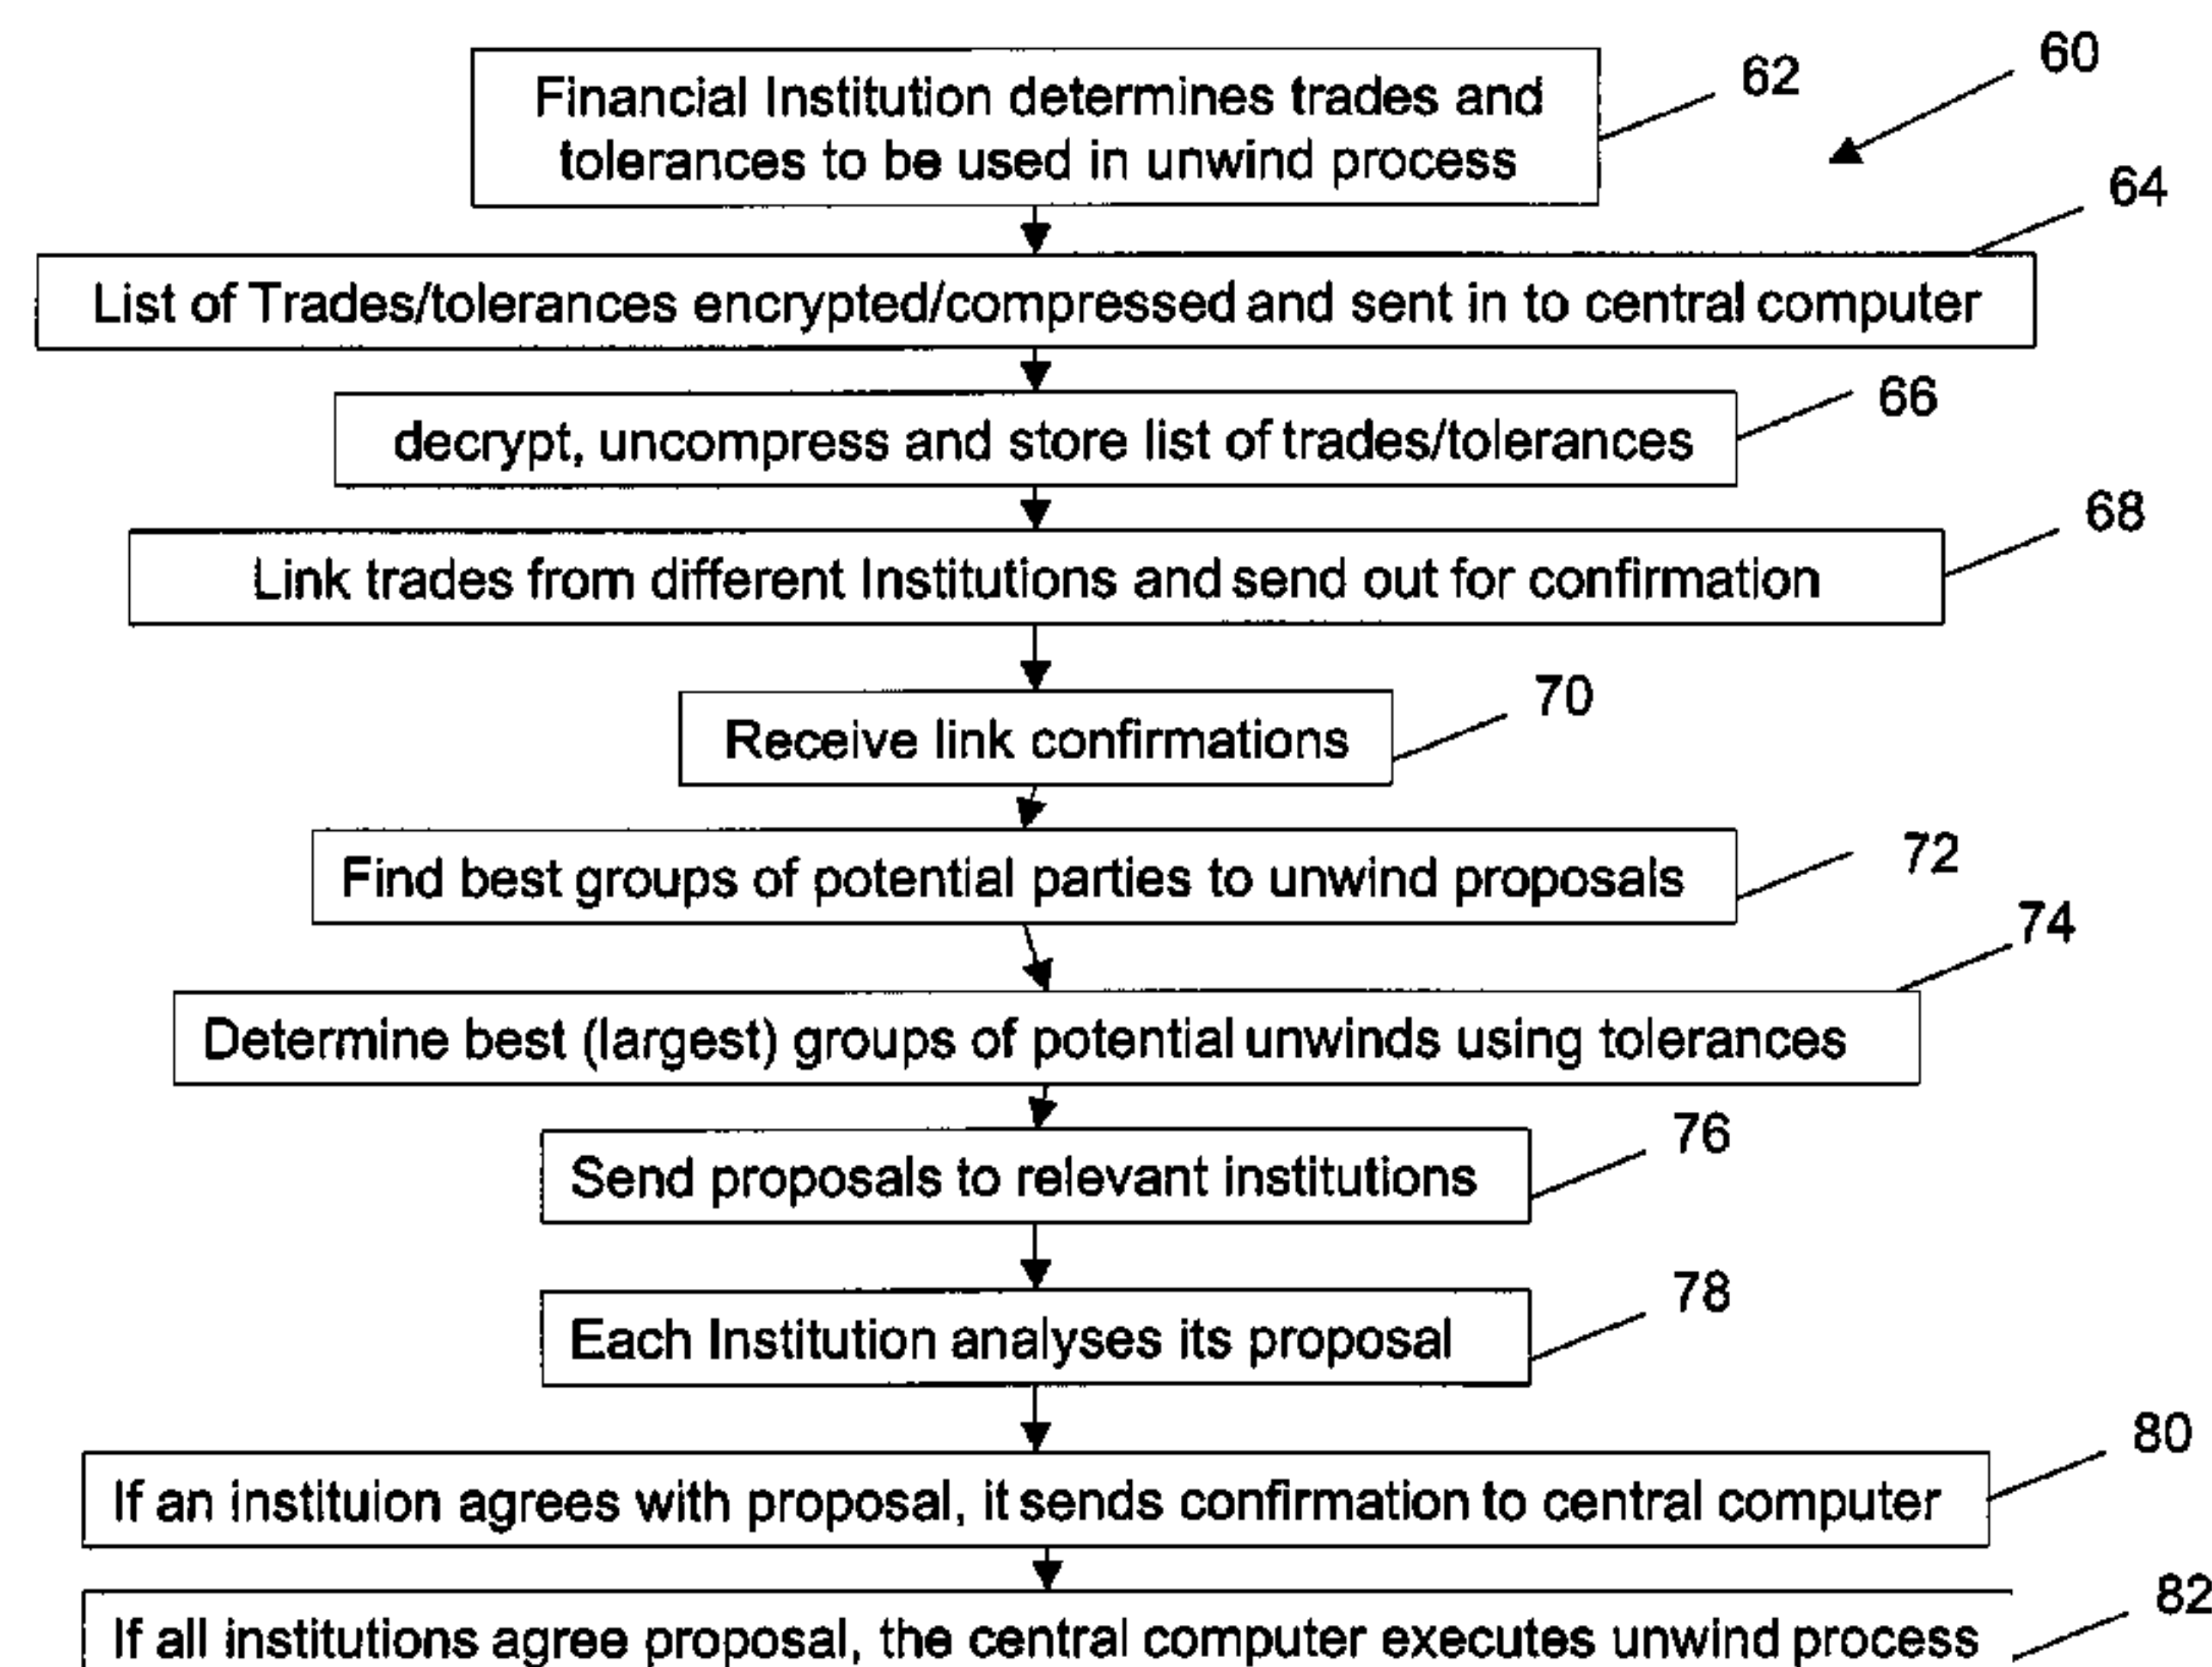 60
Financial Institution determines trades and
tolerances to be used in unwind process
62
List of Trades/tolerances encrypted/compressed and sent in to central computer
64
decrypt, uncompress and store list of trades/tolerances
66
Link trades from different Institutions and send out for confirmation
68
Receive link confirmations
70
Find best groups of potential parties to unwind proposals
72
Determine best (largest) groups of potential unwinds using tolerances
74
Send proposals to relevant institutions
76
Each Institution analyses its proposal
78
If an instituion agrees with proposal, it sends confirmation to central computer
80
If all institutions agree proposal, the central computer executes unwind process
82